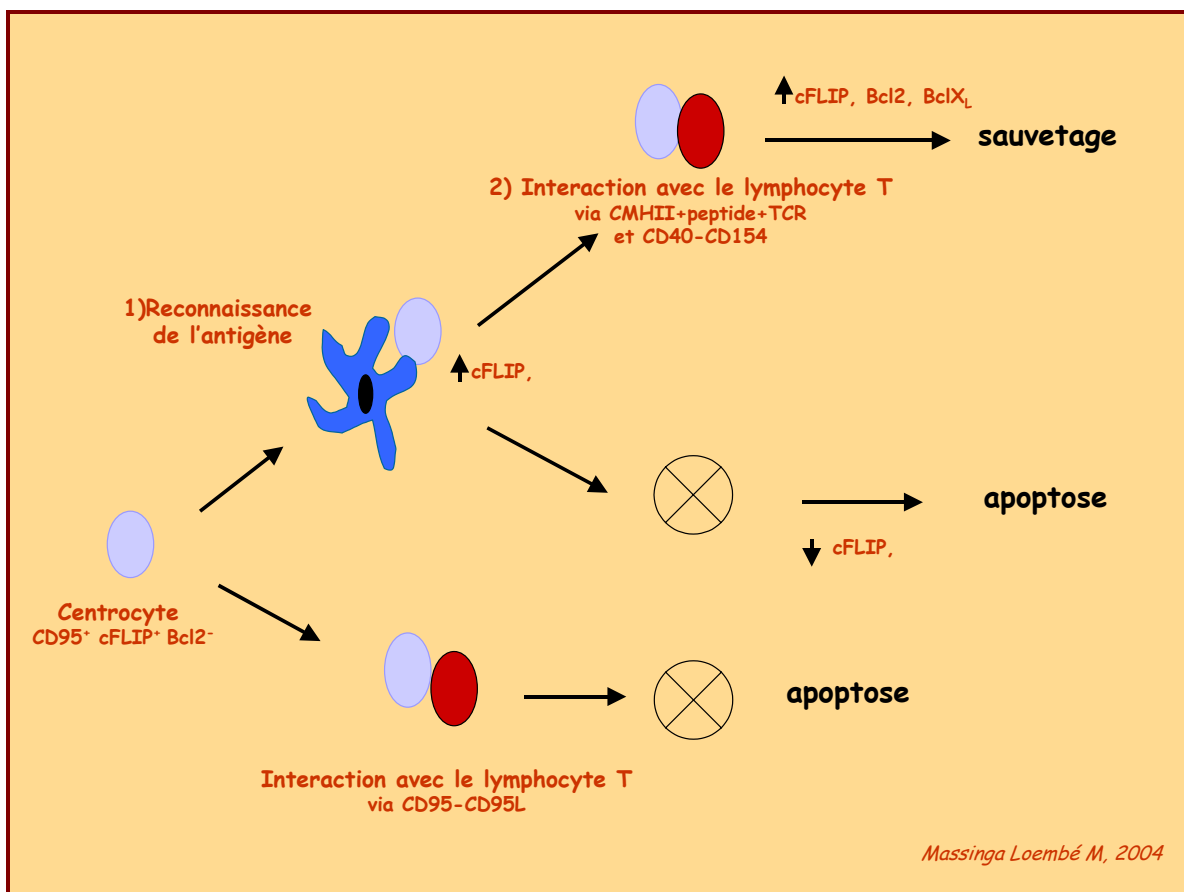 ↑cFLIP, Bcl2, BclX_L
sauvetage
2) Interaction avec le lymphocyte T
via CMHII+peptide+TCR
et CD40-CD154
1)Reconnaissance
de l'antigène
↑cFLIP,
apoptose
↓ cFLIP,
Centrocyte
CD95⁺ cFLIP⁺ Bcl2⁻
apoptose
Interaction avec le lymphocyte T
via CD95-CD95L
Massinga Loembé M, 2004